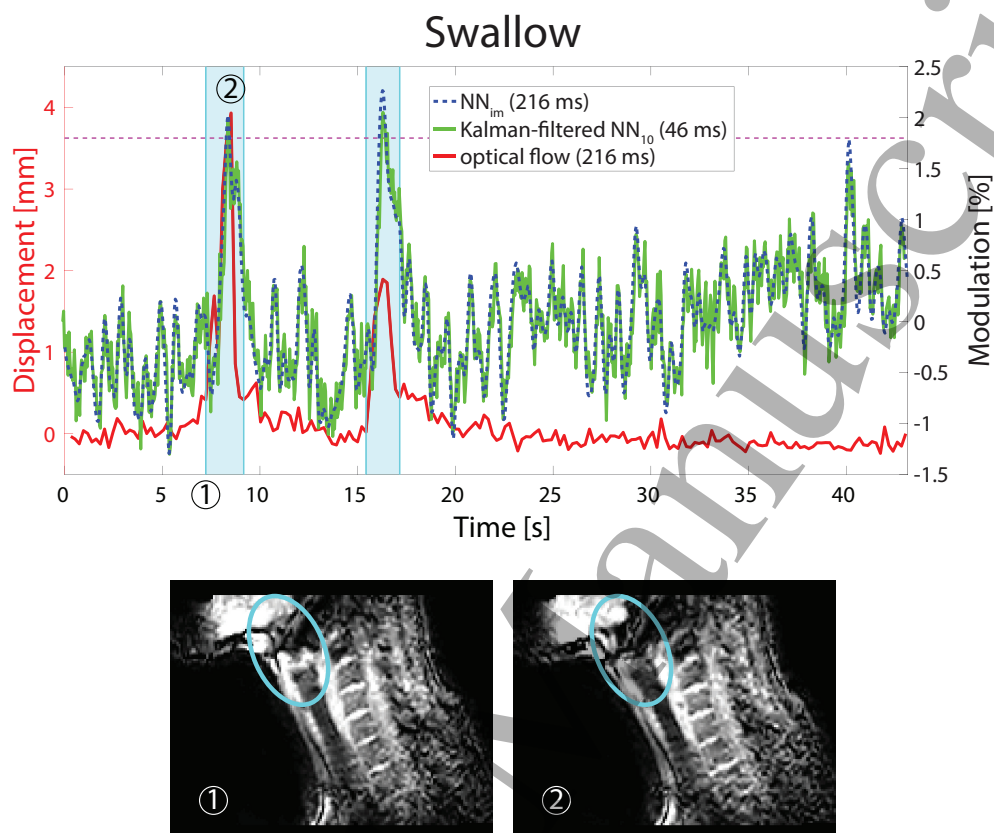 Swallow
②
NN_im (216 ms)
Kalman-filtered NN_10 (46 ms)
optical flow (216 ms)
Displacement [mm]
4
3
2
1
0
Modulation [%]
2.5
2
1.5
1
0.5
0
-0.5
-1
-1.5
0 5 10 15 20 25 30 35 40
①
Time [s]
① ②
Manuscri